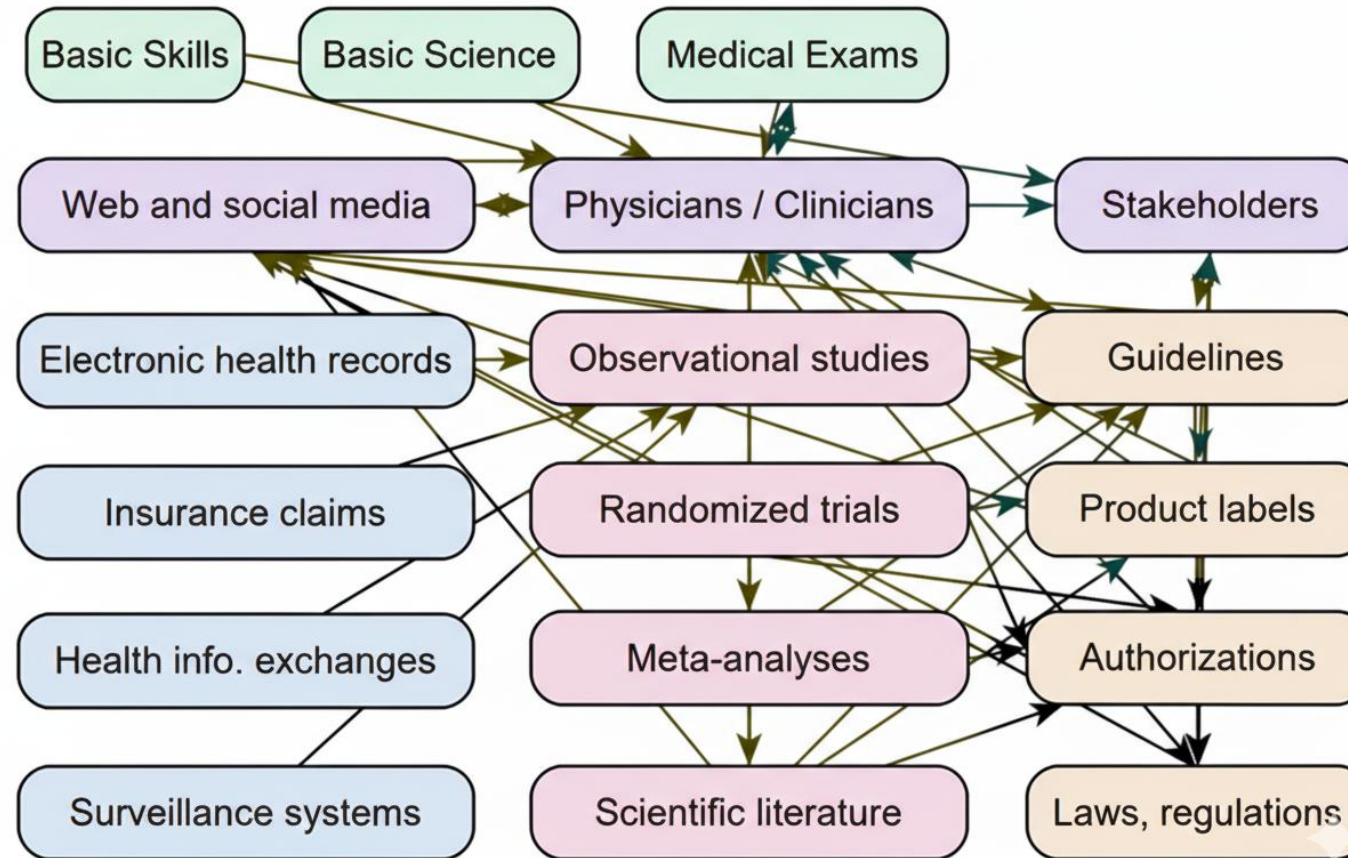 Basic Skills
Basic Science
Medical Exams
Web and social media
Physicians / Clinicians
Stakeholders
Electronic health records
Observational studies
Guidelines
Insurance claims
Randomized trials
Product labels
Health info. exchanges
Meta-analyses
Authorizations
Surveillance systems
Scientific literature
Laws, regulations